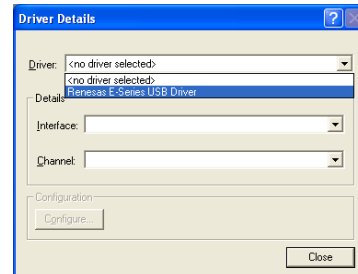 Driver Details
Driver: <no driver selected>
<no driver selected>
Renesas E-Series USB Driver
Details
Interface:
Channel:
Configuration
Configure...
Close